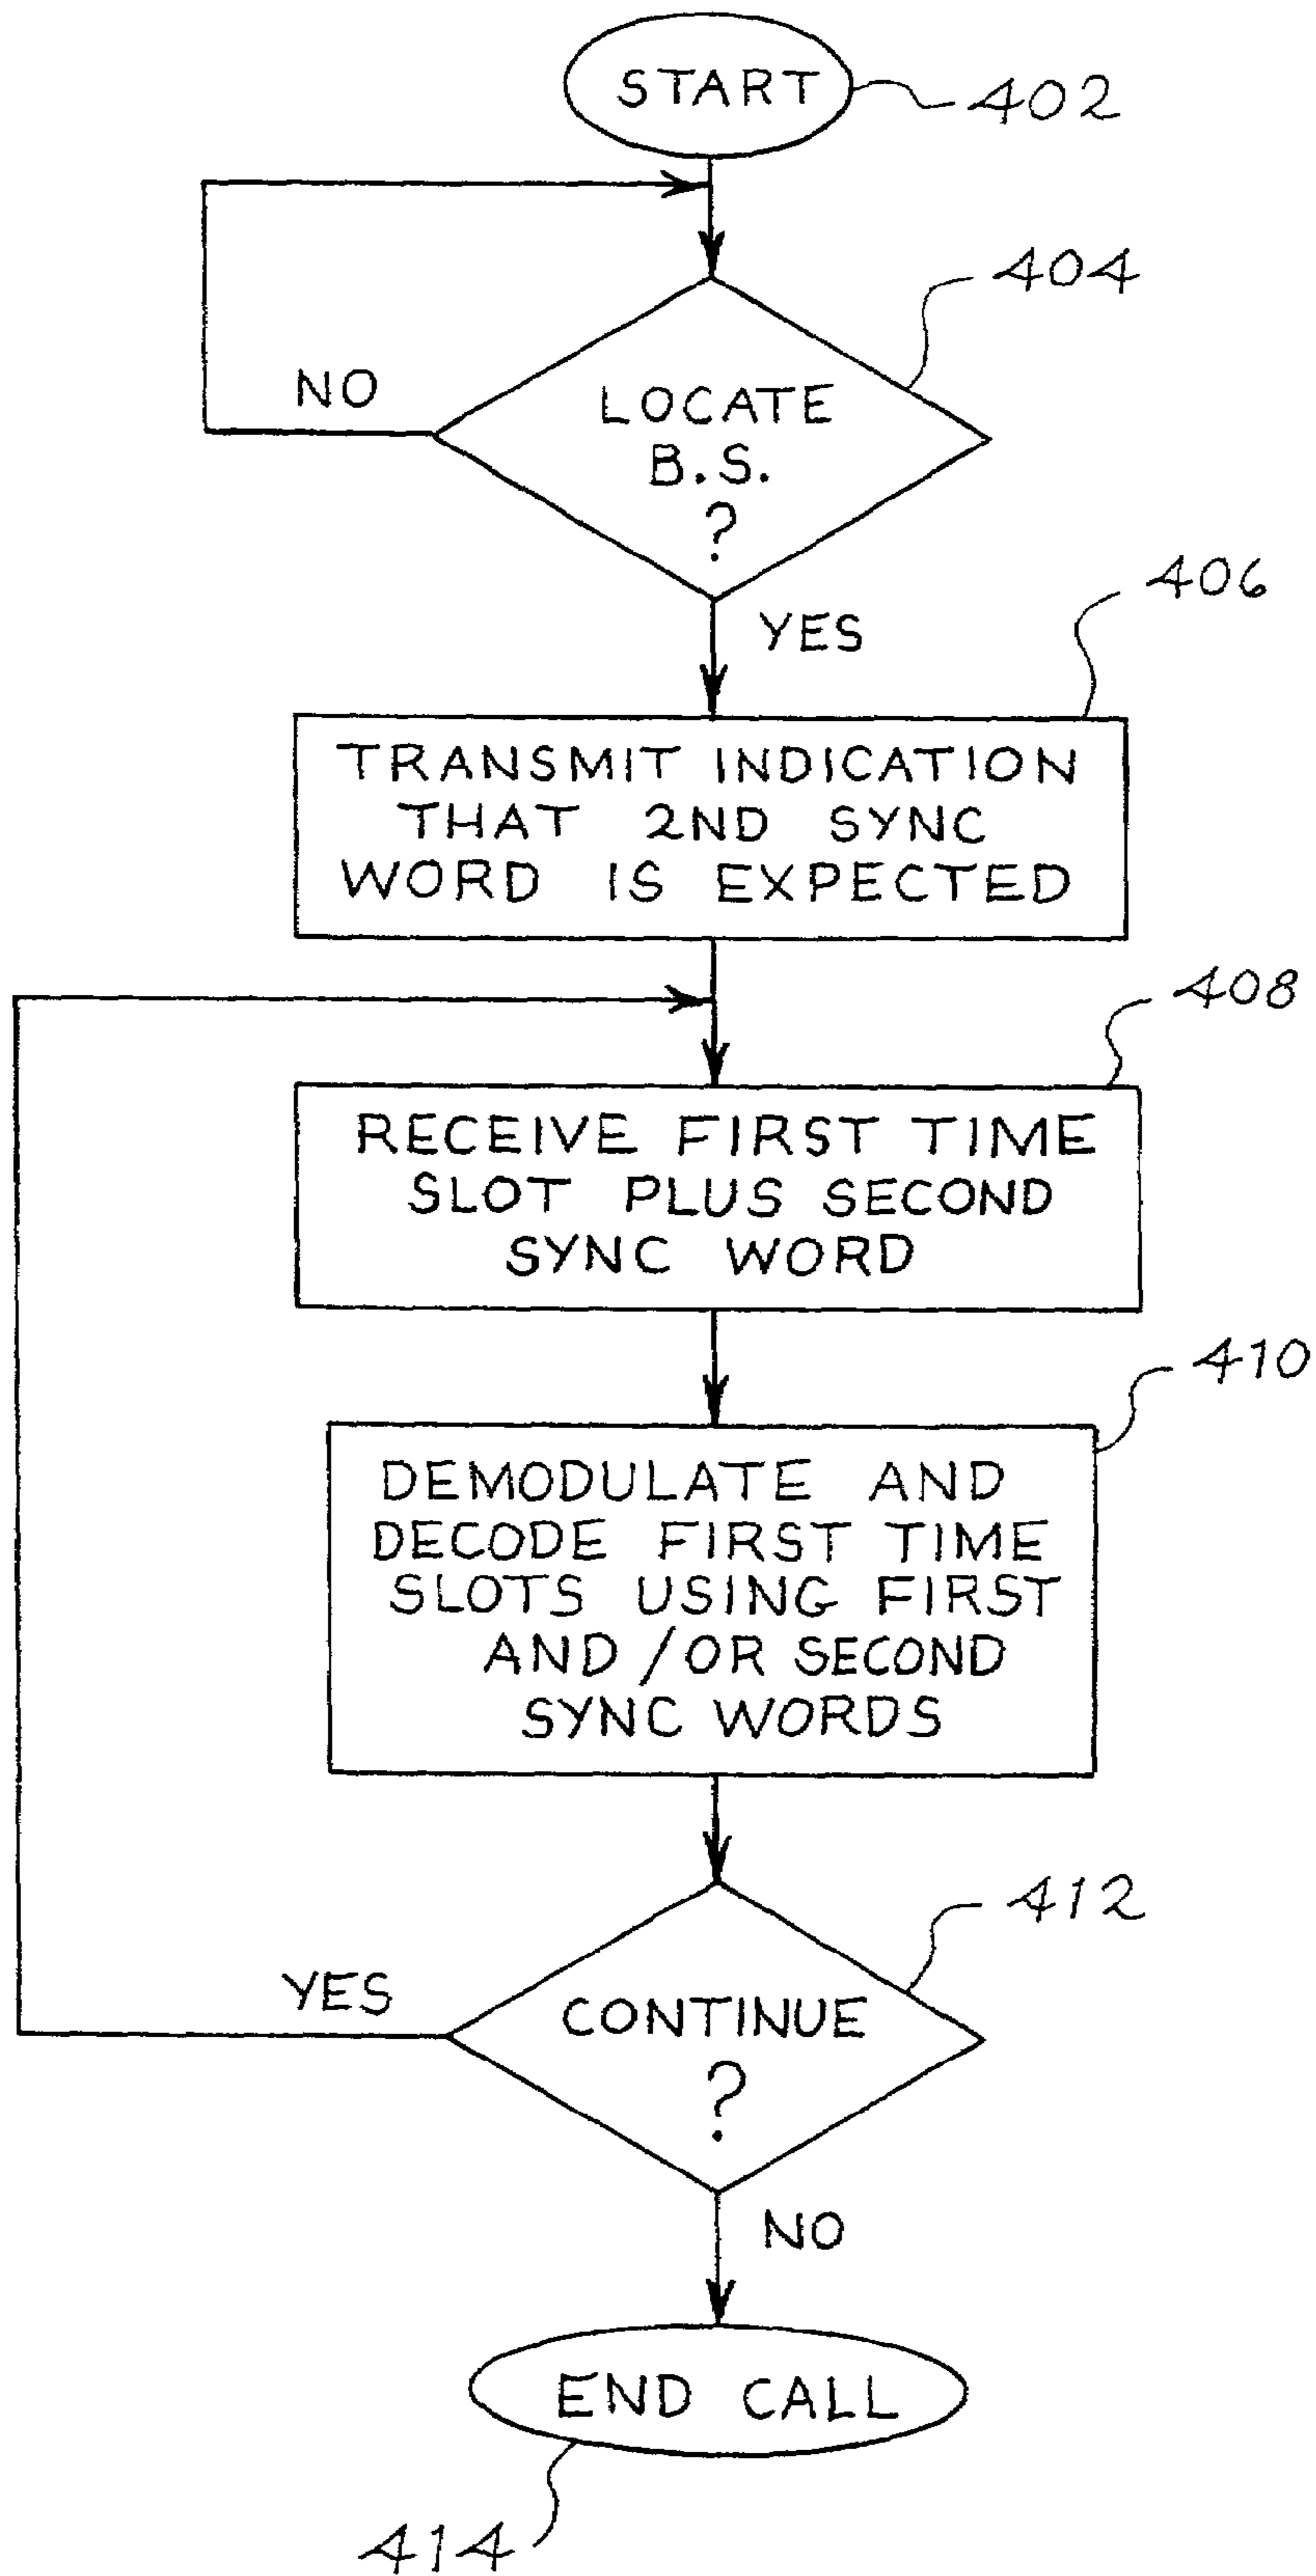 START
402
404
NO
LOCATE
B.S.
?
YES
406
TRANSMIT INDICATION
THAT 2ND SYNC
WORD IS EXPECTED
408
RECEIVE FIRST TIME
SLOT PLUS SECOND
SYNC WORD
410
DEMODULATE AND
DECODE FIRST TIME
SLOTS USING FIRST
AND/OR SECOND
SYNC WORDS
412
YES
CONTINUE
?
NO
END CALL
414